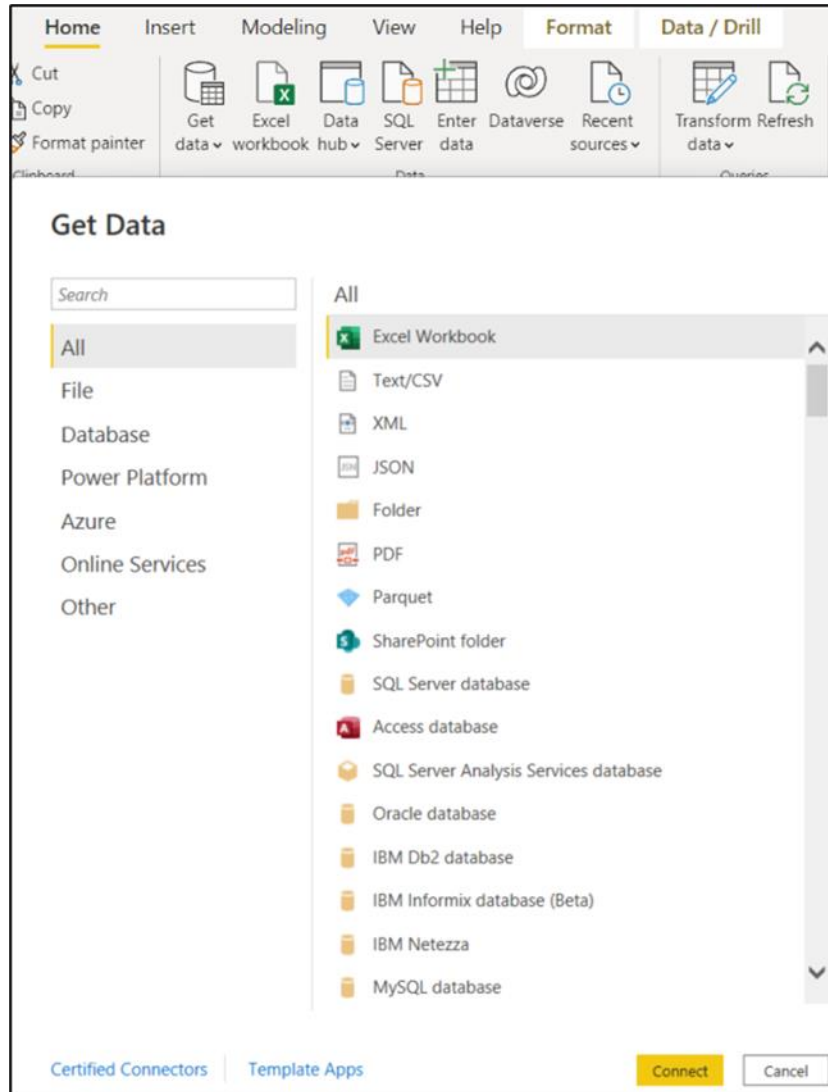 Home Insert Modeling View Help Format Data / Drill
Cut
Copy
Format painter
Clipboard
Get data
Excel workbook
Data hub
SQL Server
Enter data
Dataverse
Recent sources
Data
Transform data
Refresh
Queries
Get Data
Search
All
File
Database
Power Platform
Azure
Online Services
Other
All
Excel Workbook
Text/CSV
XML
JSON
Folder
PDF
Parquet
SharePoint folder
SQL Server database
Access database
SQL Server Analysis Services database
Oracle database
IBM Db2 database
IBM Informix database (Beta)
IBM Netezza
MySQL database
Certified Connectors
Template Apps
Connect
Cancel